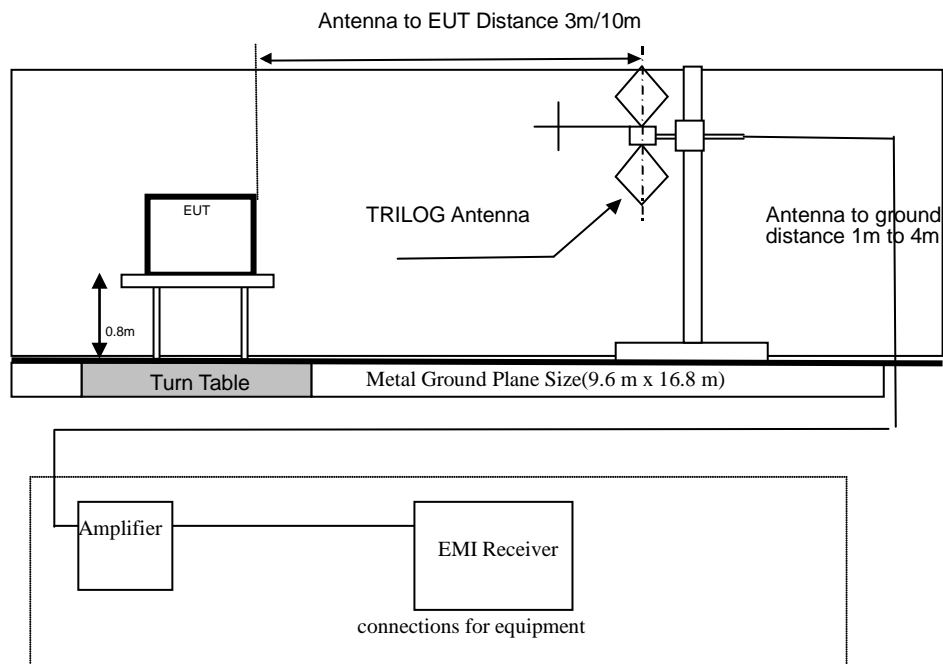 Antenna to EUT Distance 3m/10m
EUT
TRILOG Antenna
Antenna to ground
distance 1m to 4m
0.8m
Turn Table
Metal Ground Plane Size(9.6 m x 16.8 m)
Amplifier
EMI Receiver
connections for equipment